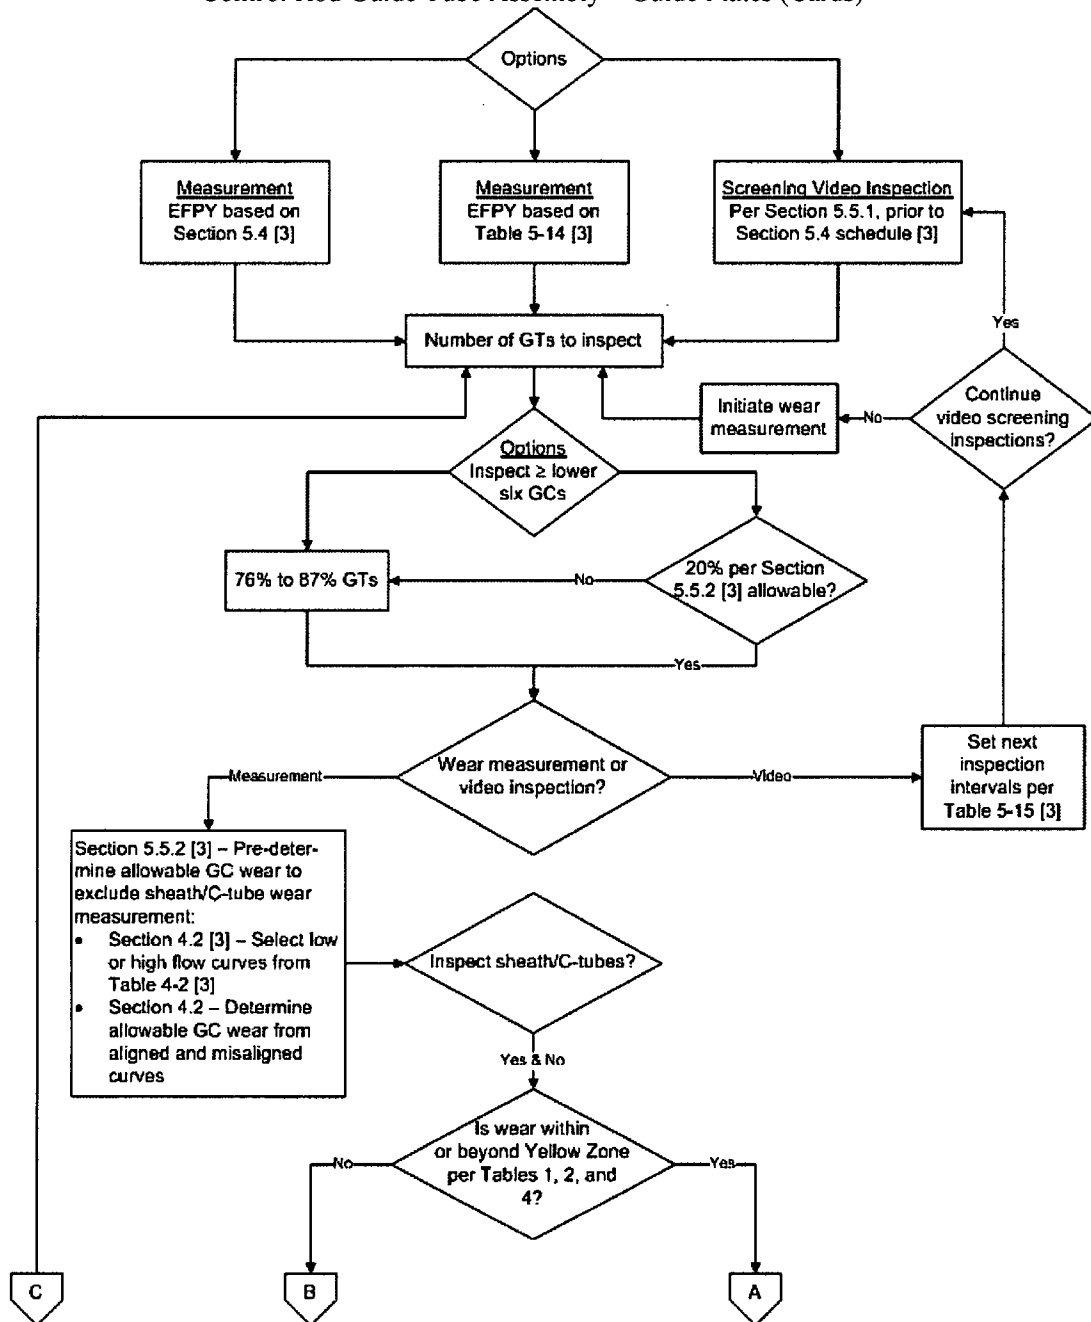 Control Rod Guide Tube Assembly – Guide Plates (Cards)
Options
Measurement
EFPY based on
Section 5.4 [3]
Measurement
EFPY based on
Table 5-14 [3]
Screening Video Inspection
Per Section 5.5.1, prior to
Section 5.4 schedule [3]
Number of GTs to inspect
Yes
Continue
video screening
inspections?
No
Initiate wear
measurement
Options
Inspect ≥ lower
six GCs
76% to 87% GTs
No
20% per Section
5.5.2 [3] allowable?
Yes
Wear measurement or
video inspection?
Measurement
Video
Set next
inspection
intervals per
Table 5-15 [3]
Section 5.5.2 [3] – Pre-deter-
mine allowable GC wear to
exclude sheath/C-tube wear
measurement:
• Section 4.2 [3] – Select low
or high flow curves from
Table 4-2 [3]
• Section 4.2 – Determine
allowable GC wear from
aligned and misaligned
curves
Inspect sheath/C-tubes?
Yes & No
Is wear within
or beyond Yellow Zone
per Tables 1, 2, and
4?
No
Yes
C
B
A